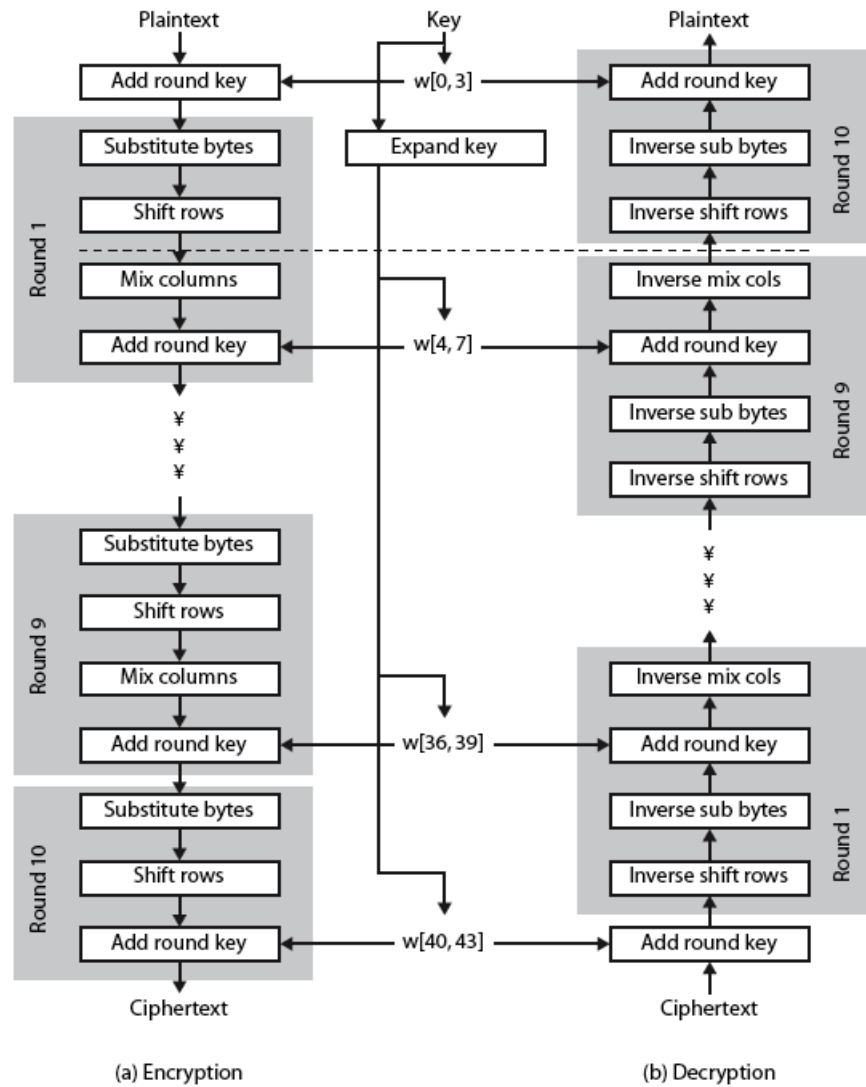 Plaintext
Key
Plaintext
Add round key
w[0, 3]
Add round key
Substitute bytes
Expand key
Inverse sub bytes
Shift rows
Inverse shift rows
Round 1
Round 10
Mix columns
Inverse mix cols
Add round key
w[4, 7]
Add round key
Inverse sub bytes
Inverse shift rows
Round 9
¥
¥
¥
Substitute bytes
¥
¥
¥
Shift rows
Round 9
Mix columns
Inverse mix cols
Add round key
w[36, 39]
Add round key
Substitute bytes
Inverse sub bytes
Round 1
Shift rows
Inverse shift rows
Round 10
Add round key
w[40, 43]
Add round key
Ciphertext
Ciphertext
(a) Encryption
(b) Decryption